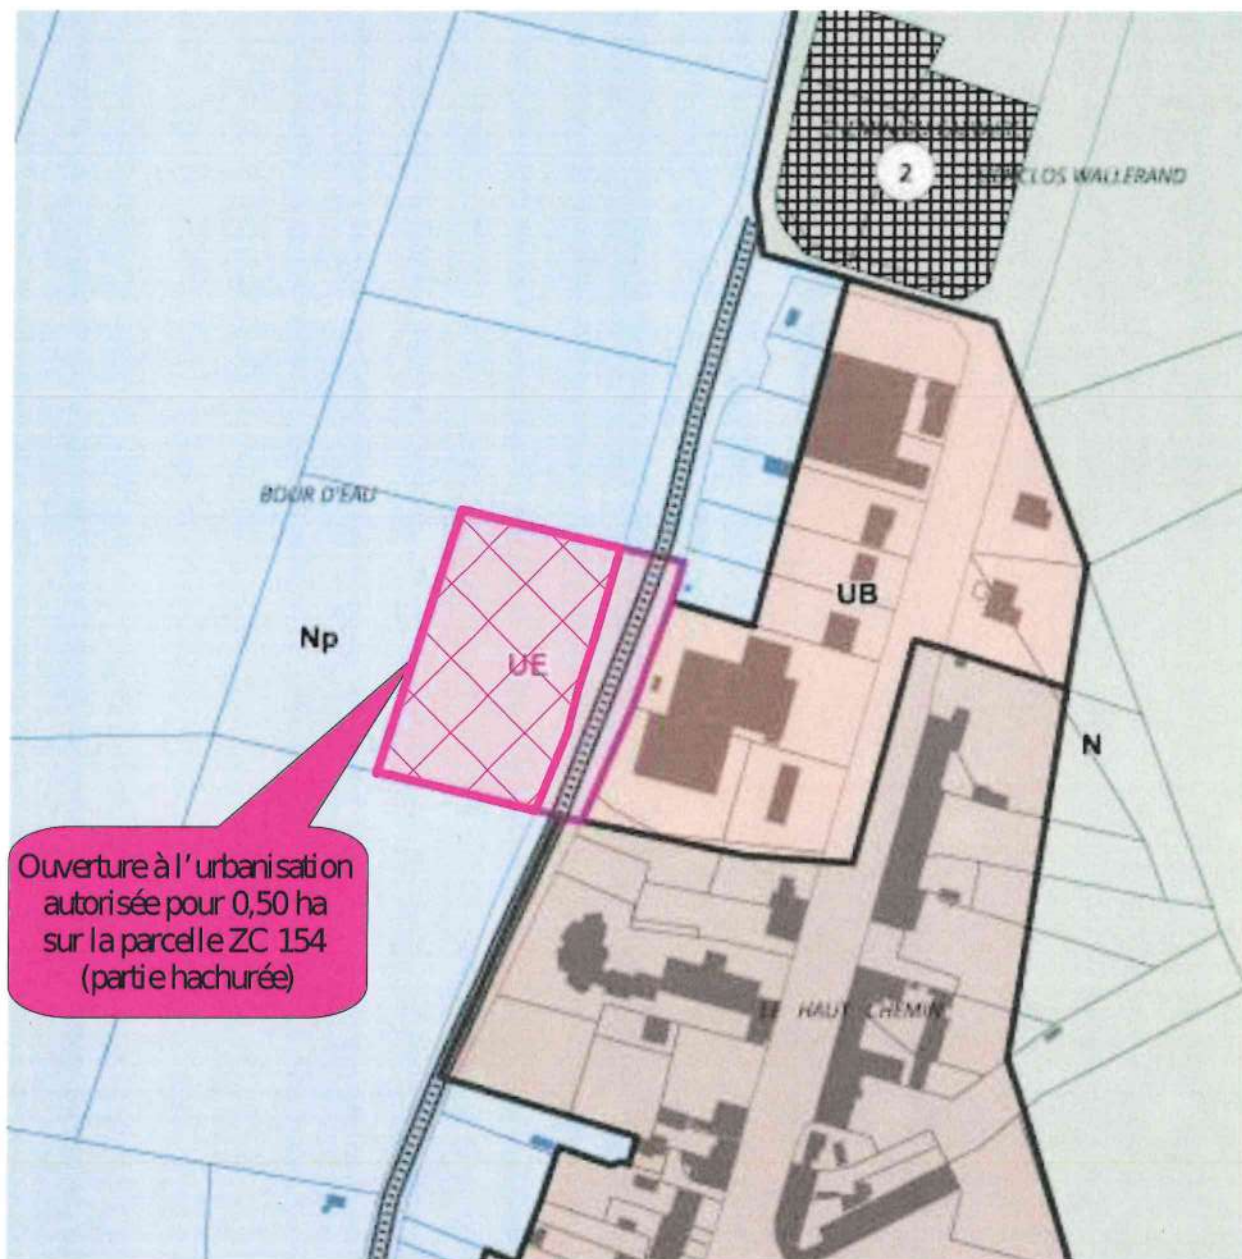 2
CLOS WALLERAND
BOUR D'EAU
UB
Np
UE
N
Ouverture à l'urbanisation
autorisée pour 0,50 ha
sur la parcelle ZC 154
(partie hachurée)
LE HAUT CHEMIN